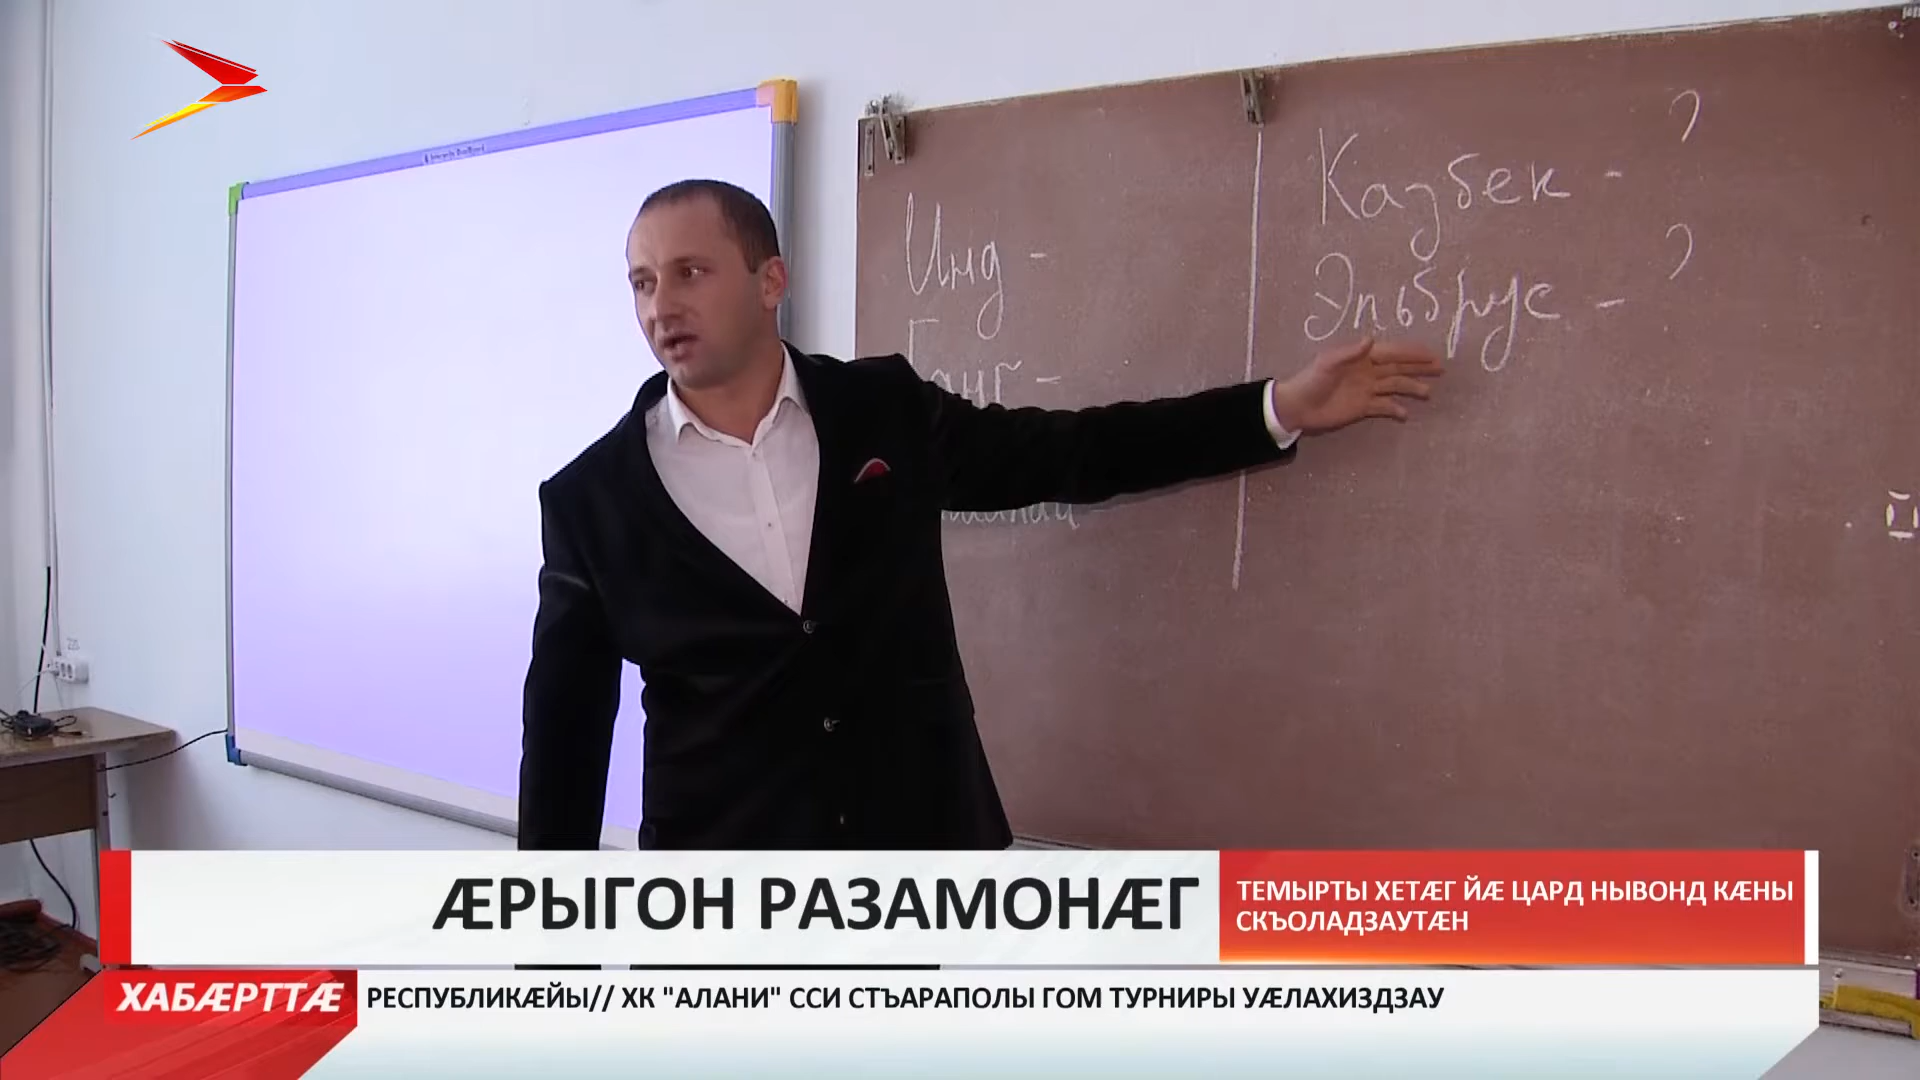 Инд -
Ганг -
Казбек - ?
Эльбрус - ?
ÆРЫГОН РАЗАМОНÆГ
ТЕМЫРТЫ ХЕТÆГ ЙÆ ЦАРД НЫВОНД КÆНЫ
СКЪОЛАДЗАУТÆН
ХАБÆРТТÆ
РЕСПУБЛИКÆЙЫ// ХК "АЛАНИ" ССИ СТЪАРАПОЛЫ ГОМ ТУРНИРЫ УÆЛАХИЗДЗАУ